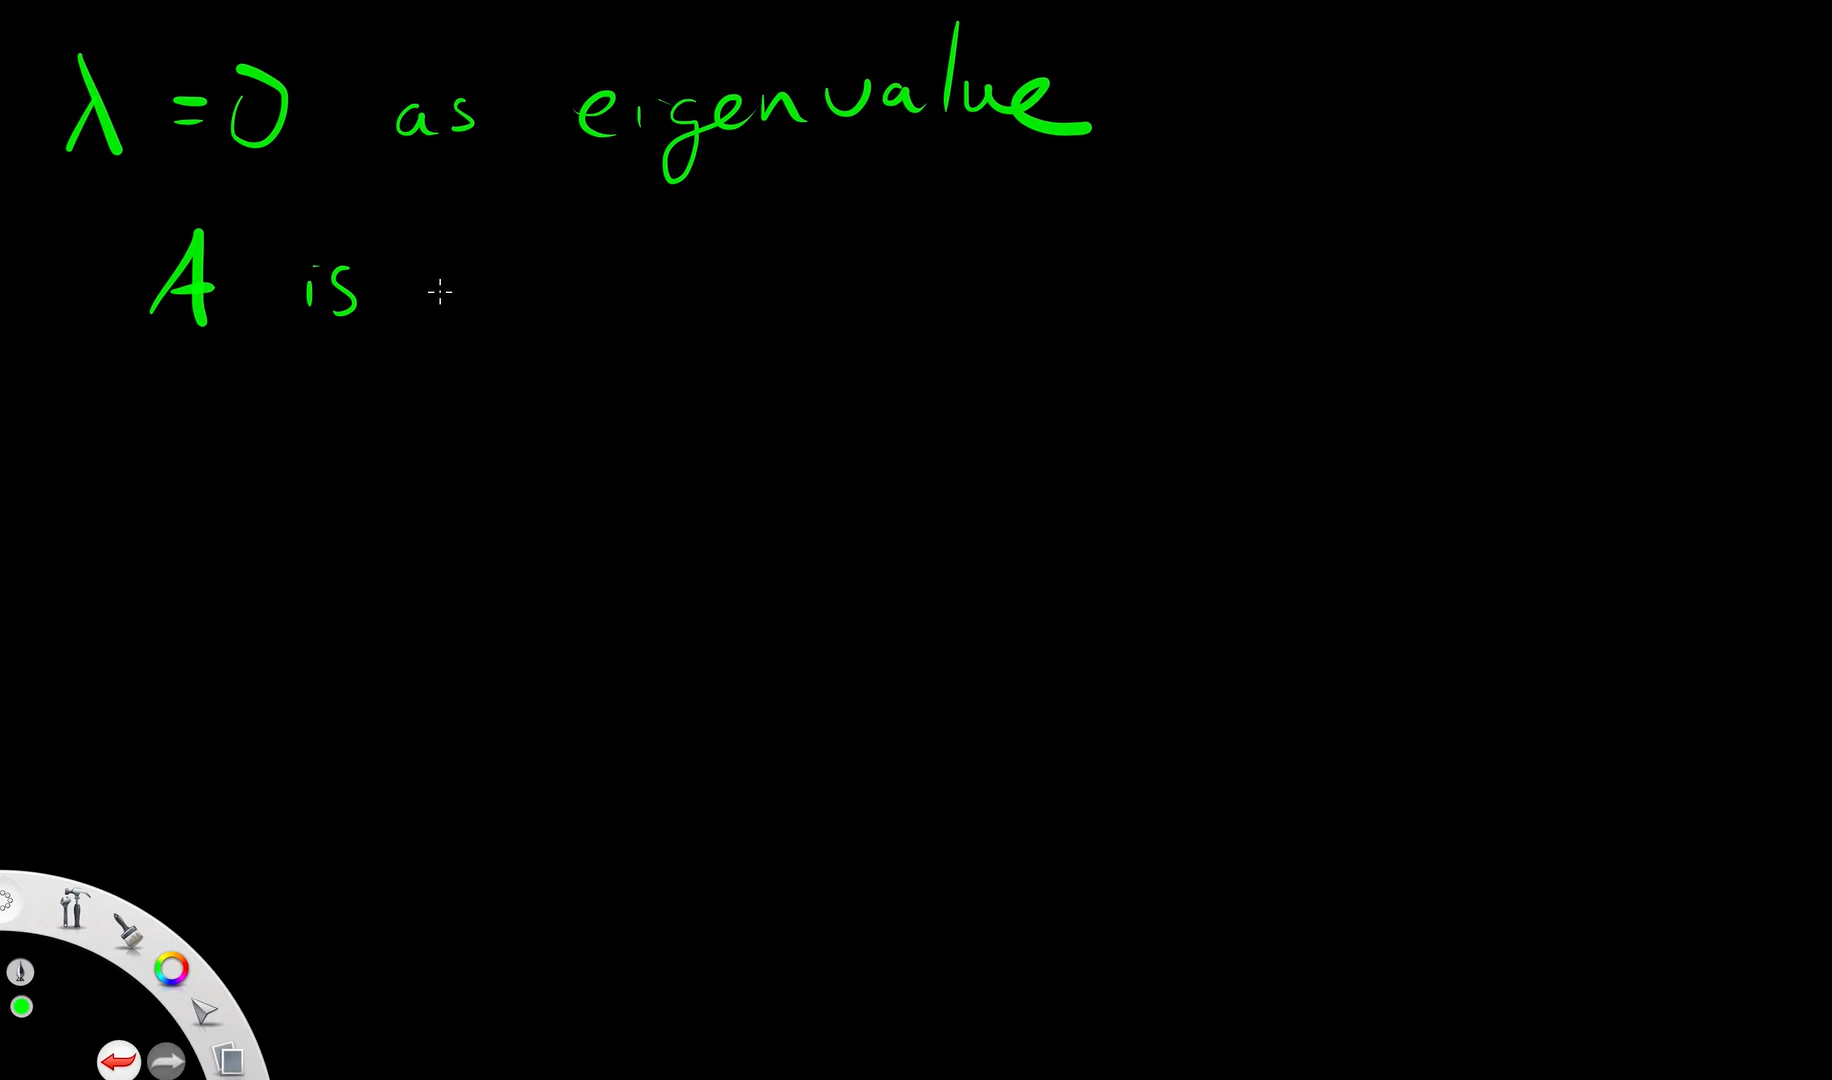 λ = 0 as eigenvalue
A is